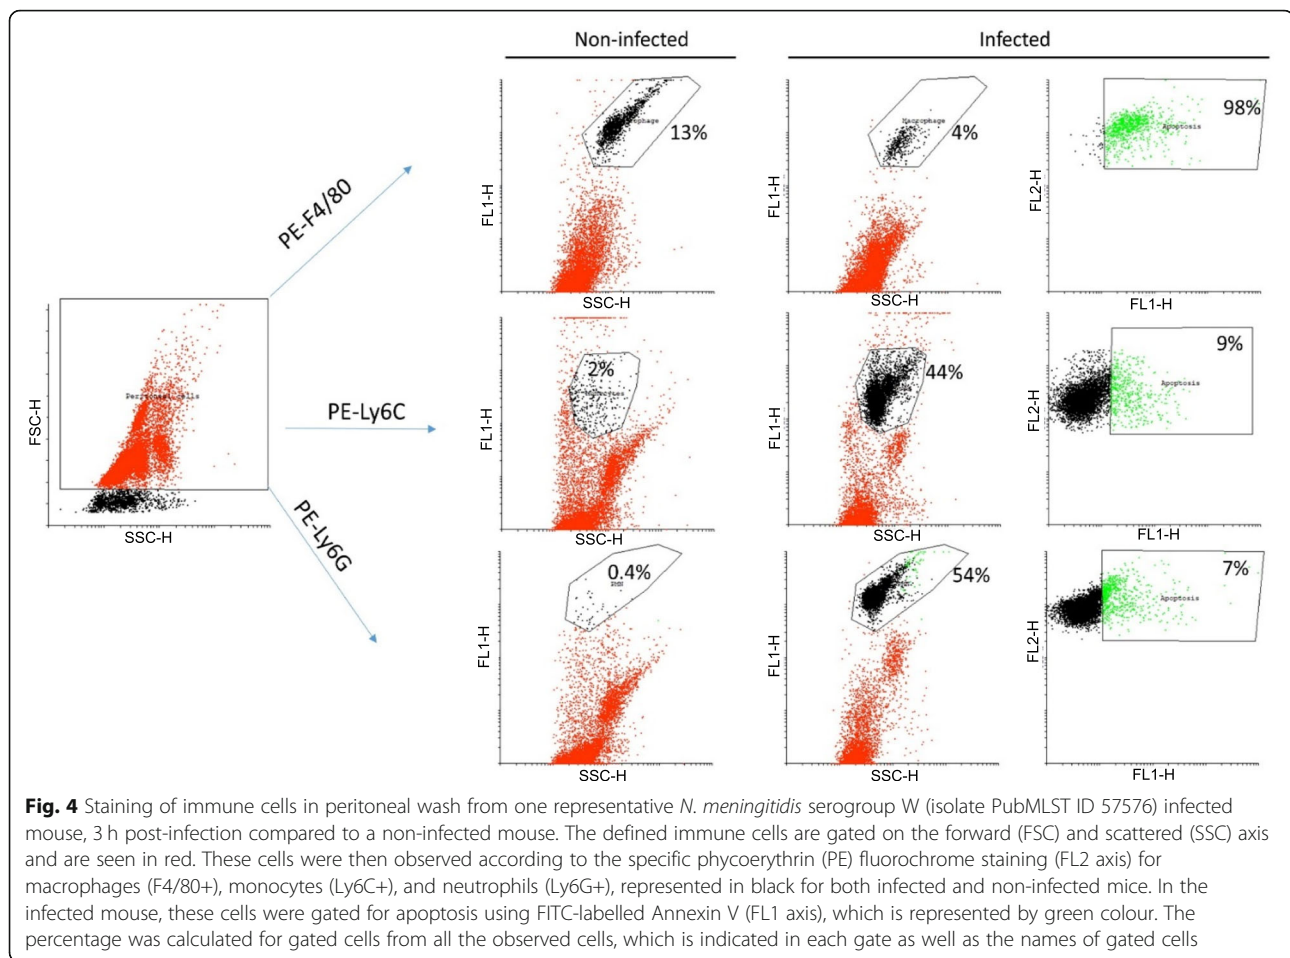 Non-infected
Infected
PE-F4/80
PE-Ly6C
PE-Ly6G
FSC-H
Peritoneal cells
SSC-H
FL1-H
13%
SSC-H
FL1-H
Macrophage
4%
SSC-H
FL2-H
98%
Apoptosis
FL1-H
FL1-H
2%
SSC-H
FL1-H
44%
SSC-H
FL2-H
9%
Apoptosis
FL1-H
FL1-H
0.4%
PMN
SSC-H
FL1-H
54%
SSC-H
FL2-H
7%
Apoptosis
FL1-H
Fig. 4 Staining of immune cells in peritoneal wash from one representative N. meningitidis serogroup W (isolate PubMLST ID 57576) infected
mouse, 3 h post-infection compared to a non-infected mouse. The defined immune cells are gated on the forward (FSC) and scattered (SSC) axis
and are seen in red. These cells were then observed according to the specific phycoerythrin (PE) fluorochrome staining (FL2 axis) for
macrophages (F4/80+), monocytes (Ly6C+), and neutrophils (Ly6G+), represented in black for both infected and non-infected mice. In the
infected mouse, these cells were gated for apoptosis using FITC-labelled Annexin V (FL1 axis), which is represented by green colour. The
percentage was calculated for gated cells from all the observed cells, which is indicated in each gate as well as the names of gated cells